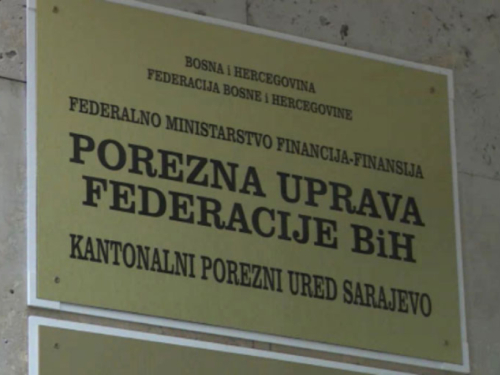 BOSNA i HERCEGOVINA
FEDERACIJA BOSNE i HERCEGOVINE
FEDERALNO MINISTARSTVO FINANCIJA-FINANSIJA
POREZNA UPRAVA
FEDERACIJE BiH
KANTONALNI POREZNI URED SARAJEVO